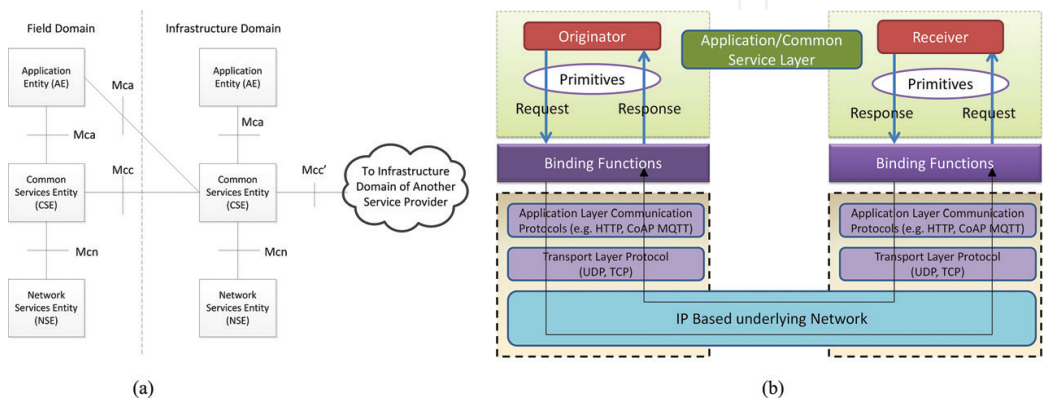 Field Domain
Infrastructure Domain
Application
Entity (AE)
Application
Entity (AE)
Mca
Mca
Mca
Common
Services Entity
(CSE)
Mcc
Common
Services Entity
(CSE)
Mcc’
To Infrastructure
Domain of Another
Service Provider
Mcn
Mcn
Network
Services Entity
(NSE)
Network
Services Entity
(NSE)
(a)
Originator
Application/Common
Service Layer
Receiver
Primitives
Primitives
Request
Response
Response
Request
Binding Functions
Binding Functions
Application Layer Communication
Protocols (e.g. HTTP, CoAP MQTT)
Application Layer Communication
Protocols (e.g. HTTP, CoAP MQTT)
Transport Layer Protocol
(UDP, TCP)
Transport Layer Protocol
(UDP, TCP)
IP Based underlying Network
(b)